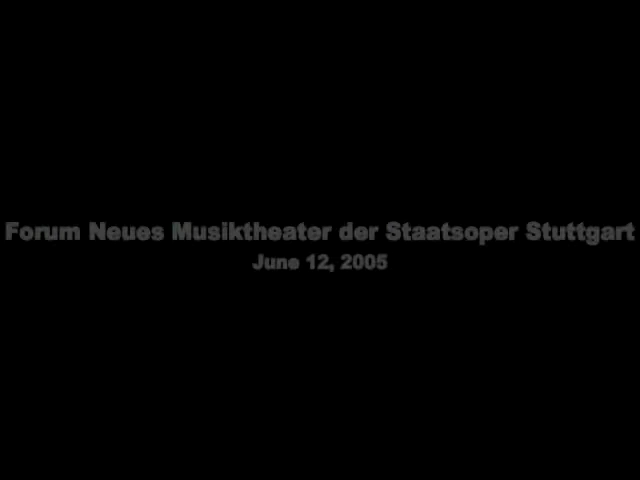 Forum Neues Musiktheater der Staatsoper Stuttgart
June 12, 2005